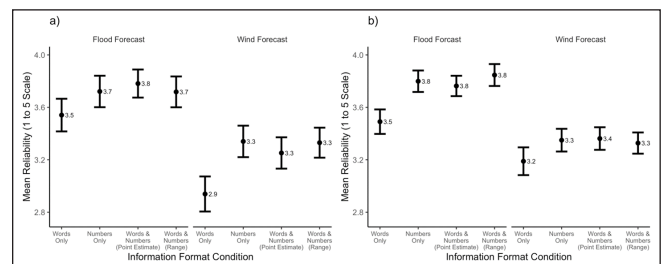 a)
Flood Forecast
Wind Forecast
Mean Reliability (1 to 5 Scale)
4.0
3.6
3.2
2.8
3.5
3.7
3.8
3.7
2.9
3.3
3.3
3.3
Words Only
Numbers Only
Words & Numbers (Point Estimate)
Words & Numbers (Range)
Words Only
Numbers Only
Words & Numbers (Point Estimate)
Words & Numbers (Range)
Information Format Condition
b)
Flood Forecast
Wind Forecast
Mean Reliability (1 to 5 Scale)
4.0
3.6
3.2
2.8
3.5
3.8
3.8
3.8
3.2
3.3
3.4
3.3
Words Only
Numbers Only
Words & Numbers (Point Estimate)
Words & Numbers (Range)
Words Only
Numbers Only
Words & Numbers (Point Estimate)
Words & Numbers (Range)
Information Format Condition